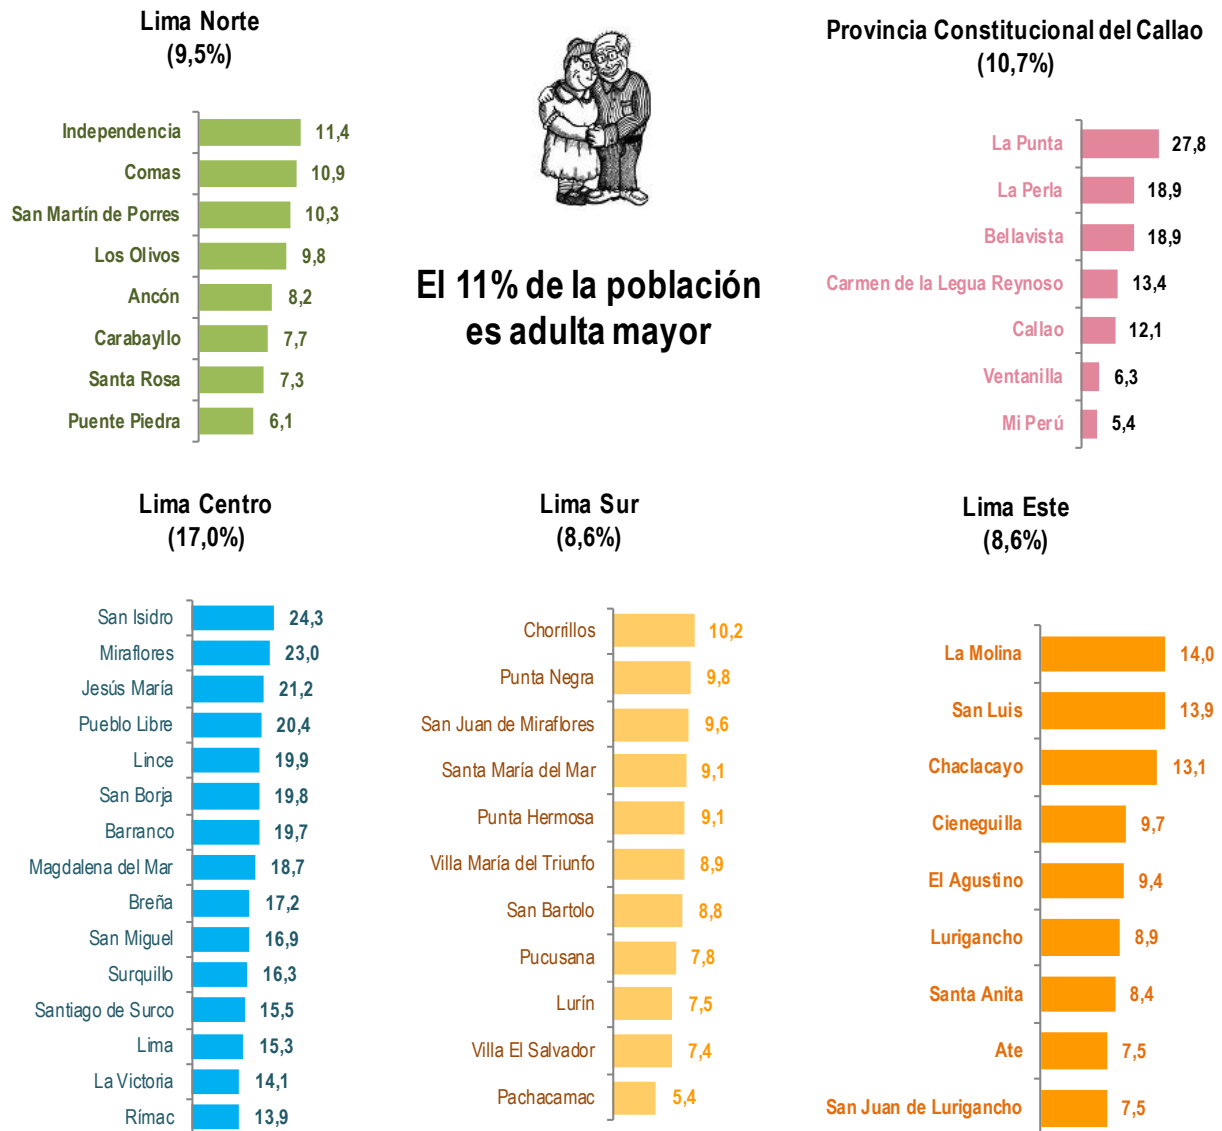 Lima Norte
(9,5%)
Independencia 11,4
Comas 10,9
San Martín de Porres 10,3
Los Olivos 9,8
Ancón 8,2
Carabayllo 7,7
Santa Rosa 7,3
Puente Piedra 6,1
El 11% de la población
es adulta mayor
Provincia Constitucional del Callao
(10,7%)
La Punta 27,8
La Perla 18,9
Bellavista 18,9
Carmen de la Legua Reynoso 13,4
Callao 12,1
Ventanilla 6,3
Mi Perú 5,4
Lima Centro
(17,0%)
San Isidro 24,3
Miraflores 23,0
Jesús María 21,2
Pueblo Libre 20,4
Lince 19,9
San Borja 19,8
Barranco 19,7
Magdalena del Mar 18,7
Breña 17,2
San Miguel 16,9
Surquillo 16,3
Santiago de Surco 15,5
Lima 15,3
La Victoria 14,1
Rímac 13,9
Lima Sur
(8,6%)
Chorrillos 10,2
Punta Negra 9,8
San Juan de Miraflores 9,6
Santa María del Mar 9,1
Punta Hermosa 9,1
Villa María del Triunfo 8,9
San Bartolo 8,8
Pucusana 7,8
Lurín 7,5
Villa El Salvador 7,4
Pachacamac 5,4
Lima Este
(8,6%)
La Molina 14,0
San Luis 13,9
Chaclacayo 13,1
Cieneguilla 9,7
El Agustino 9,4
Lurigancho 8,9
Santa Anita 8,4
Ate 7,5
San Juan de Lurigancho 7,5